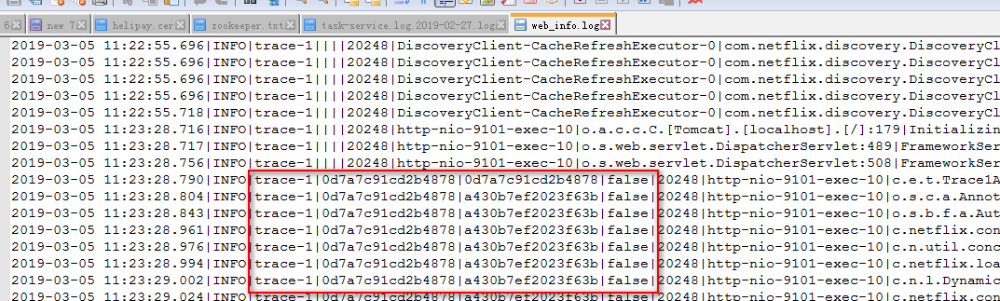 6 new 7 helipay.cer zookeeper.txt task-service.log.2019-02-27.log web_info.log
2019-03-05 11:22:55.696|INFO|trace-1||||20248|DiscoveryClient-CacheRefreshExecutor-0|com.netflix.discovery.DiscoveryCl
2019-03-05 11:22:55.696|INFO|trace-1||||20248|DiscoveryClient-CacheRefreshExecutor-0|com.netflix.discovery.DiscoveryCl
2019-03-05 11:22:55.696|INFO|trace-1||||20248|DiscoveryClient-CacheRefreshExecutor-0|com.netflix.discovery.DiscoveryCl
2019-03-05 11:22:55.696|INFO|trace-1||||20248|DiscoveryClient-CacheRefreshExecutor-0|com.netflix.discovery.DiscoveryCl
2019-03-05 11:22:55.718|INFO|trace-1||||20248|DiscoveryClient-CacheRefreshExecutor-0|com.netflix.discovery.DiscoveryCl
2019-03-05 11:23:28.716|INFO|trace-1||||20248|http-nio-9101-exec-10|o.a.c.c.C.[Tomcat].[localhost].[/]:179|Initializin
2019-03-05 11:23:28.717|INFO|trace-1||||20248|http-nio-9101-exec-10|o.s.web.servlet.DispatcherServlet:489|FrameworkSer
2019-03-05 11:23:28.756|INFO|trace-1||||20248|http-nio-9101-exec-10|o.s.web.servlet.DispatcherServlet:508|FrameworkSer
2019-03-05 11:23:28.790|INFO|trace-1|0d7a7c91cd2b4878|0d7a7c91cd2b4878|false|20248|http-nio-9101-exec-10|c.e.t.Trace1A
2019-03-05 11:23:28.804|INFO|trace-1|0d7a7c91cd2b4878|a430b7ef2023f63b|false|20248|http-nio-9101-exec-10|o.s.c.a.Annot
2019-03-05 11:23:28.843|INFO|trace-1|0d7a7c91cd2b4878|a430b7ef2023f63b|false|20248|http-nio-9101-exec-10|o.s.b.f.a.Aut
2019-03-05 11:23:28.961|INFO|trace-1|0d7a7c91cd2b4878|a430b7ef2023f63b|false|20248|http-nio-9101-exec-10|c.netflix.con
2019-03-05 11:23:28.976|INFO|trace-1|0d7a7c91cd2b4878|a430b7ef2023f63b|false|20248|http-nio-9101-exec-10|c.n.util.conc
2019-03-05 11:23:28.994|INFO|trace-1|0d7a7c91cd2b4878|a430b7ef2023f63b|false|20248|http-nio-9101-exec-10|c.netflix.loa
2019-03-05 11:23:29.002|INFO|trace-1|0d7a7c91cd2b4878|a430b7ef2023f63b|false|20248|http-nio-9101-exec-10|c.n.l.Dynamic
2019-03-05 11:23:29.024|INFO|trace-1|0d7a7c91cd2b4878|a430b7ef2023f63b|false|20248|http-nio-9101-exec-10|c.netflix.con